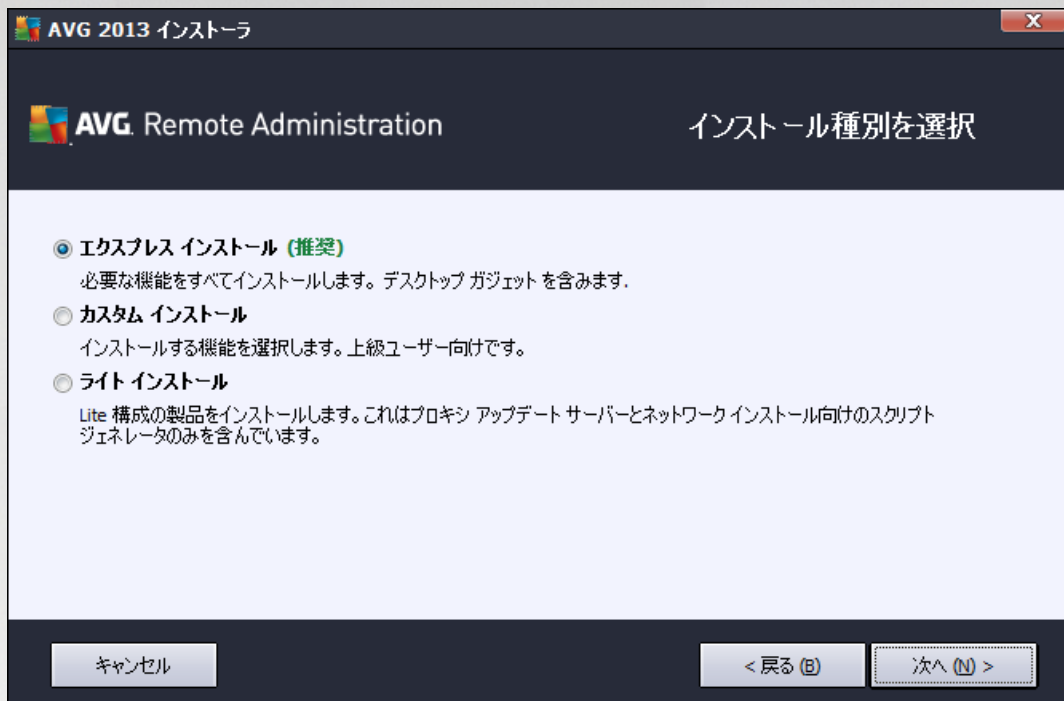 AVG 2013 インストーラ
AVG. Remote Administration
インストール種別を選択
エクスプレス インストール (推奨)
必要な機能をすべてインストールします。デスクトップ ガジェット を含みます.
カスタム インストール
インストールする機能を選択します。上級ユーザー向けです。
ライト インストール
Lite 構成の製品をインストールします。これはプロキシ アップデート サーバーとネットワーク インストール向けのスクリプト
ジェネレータのみを含んでいます。
キャンセル
< 戻る (B)
次へ (N) >